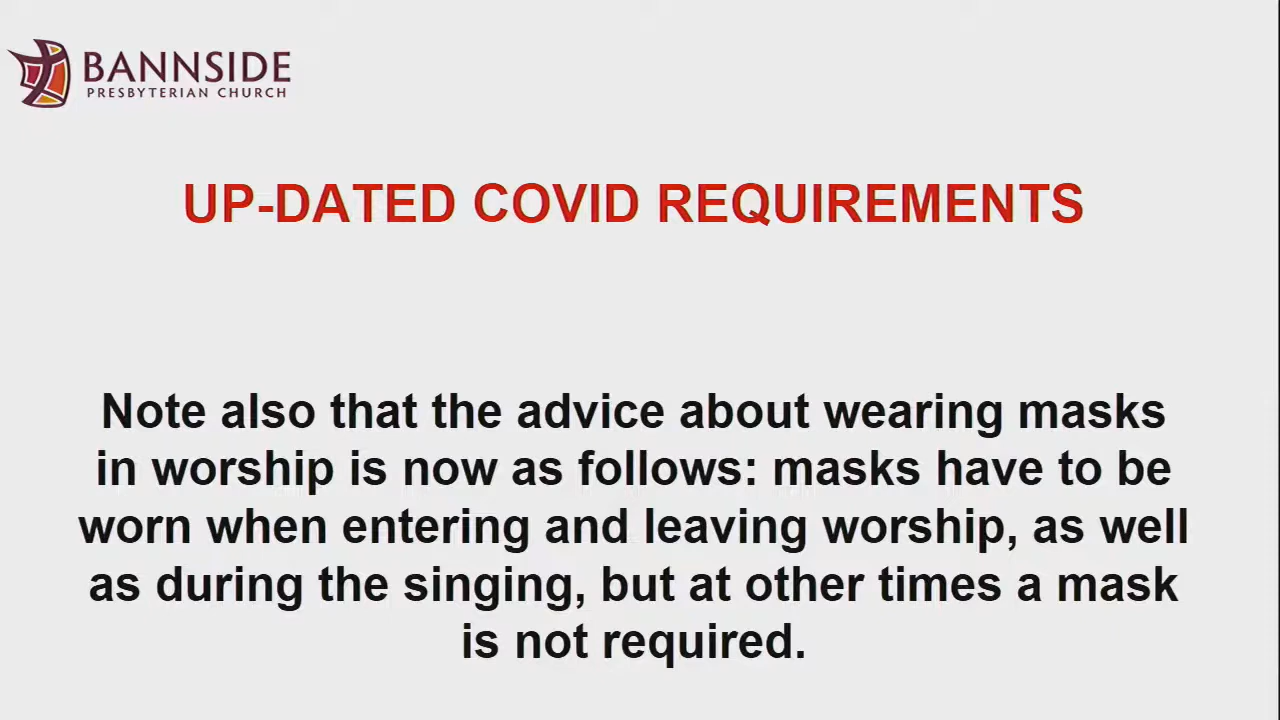 BANNSIDE
PRESBYTERIAN CHURCH
UP-DATED COVID REQUIREMENTS
Note also that the advice about wearing masks
in worship is now as follows: masks have to be
worn when entering and leaving worship, as well
as during the singing, but at other times a mask
is not required.